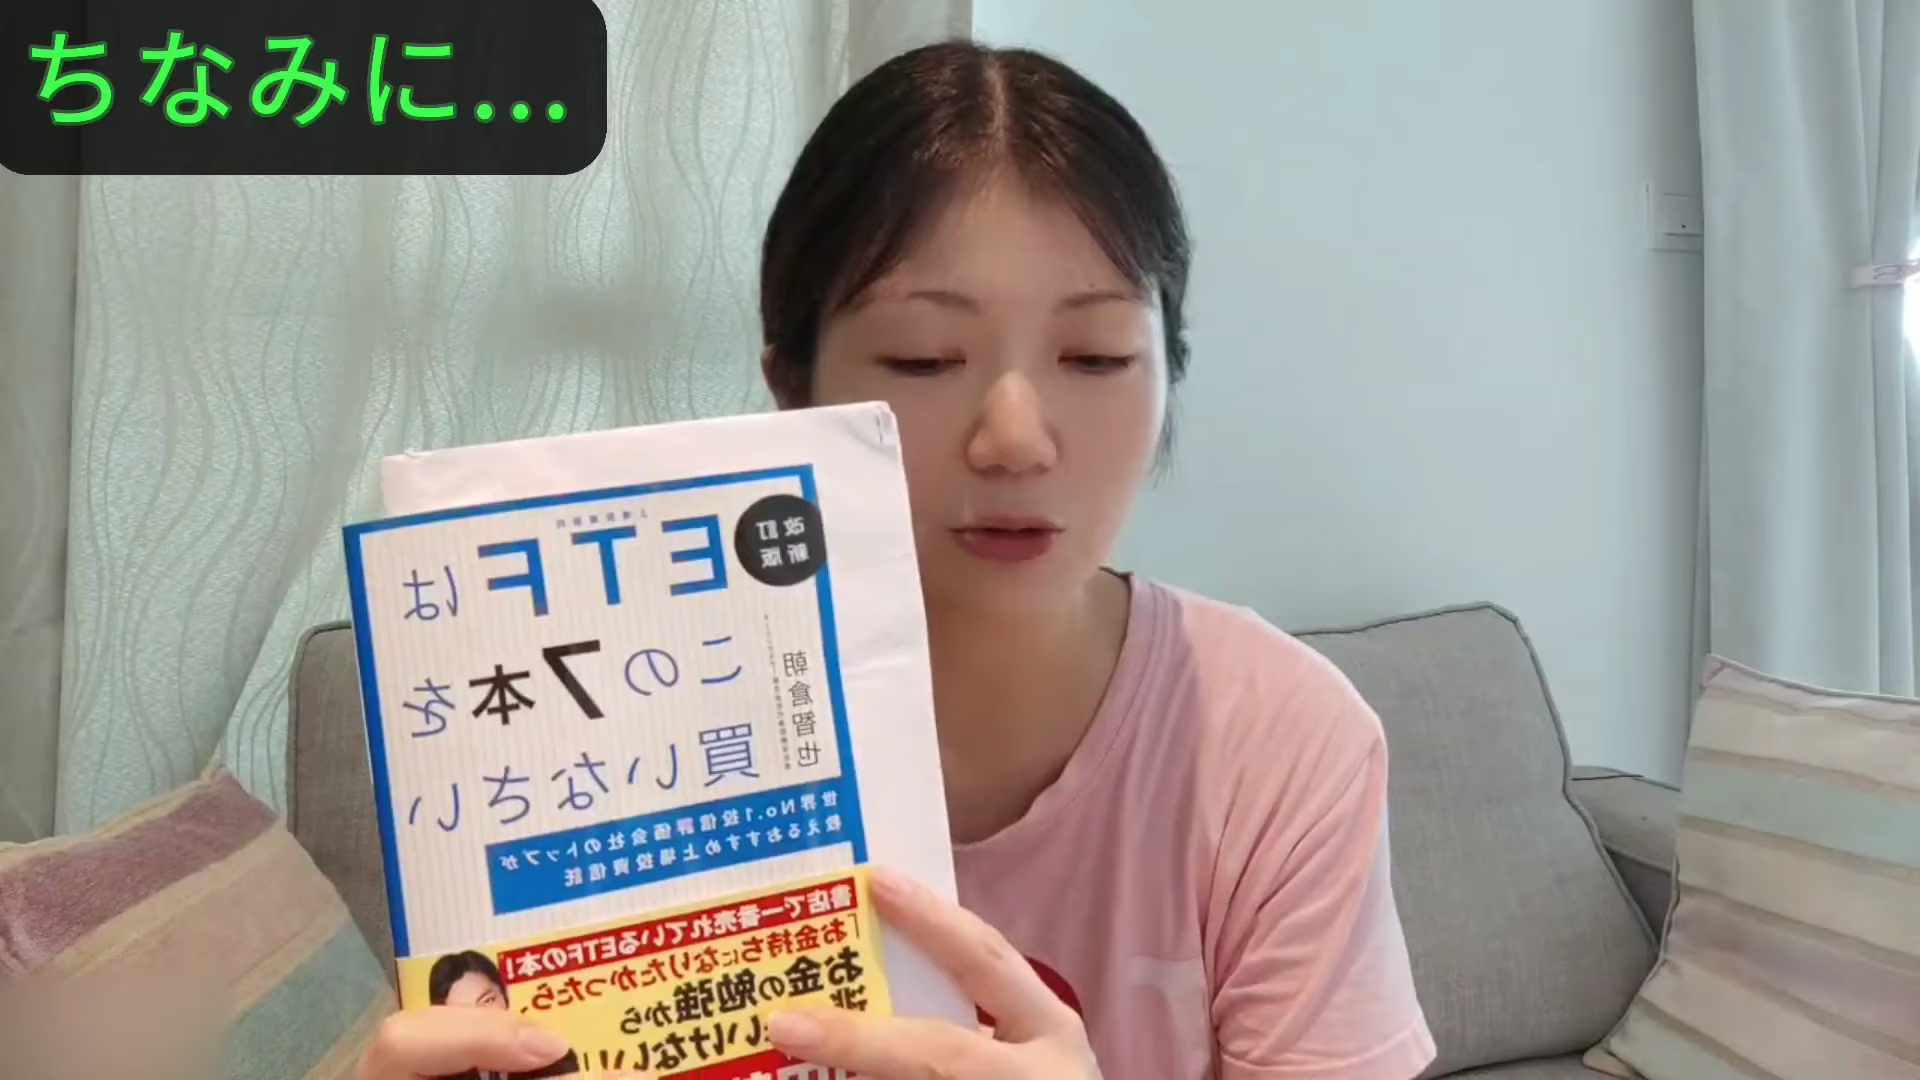 ちなみに...
改訂
新版
ETFは
この7本を
買いなさい
朝倉智也
世界No.1投信評価会社のトップが
教えるおすすめ上場投資信託
書店で一番売れているETFの本!
「お金持ちになりたかったら、
お金の勉強から